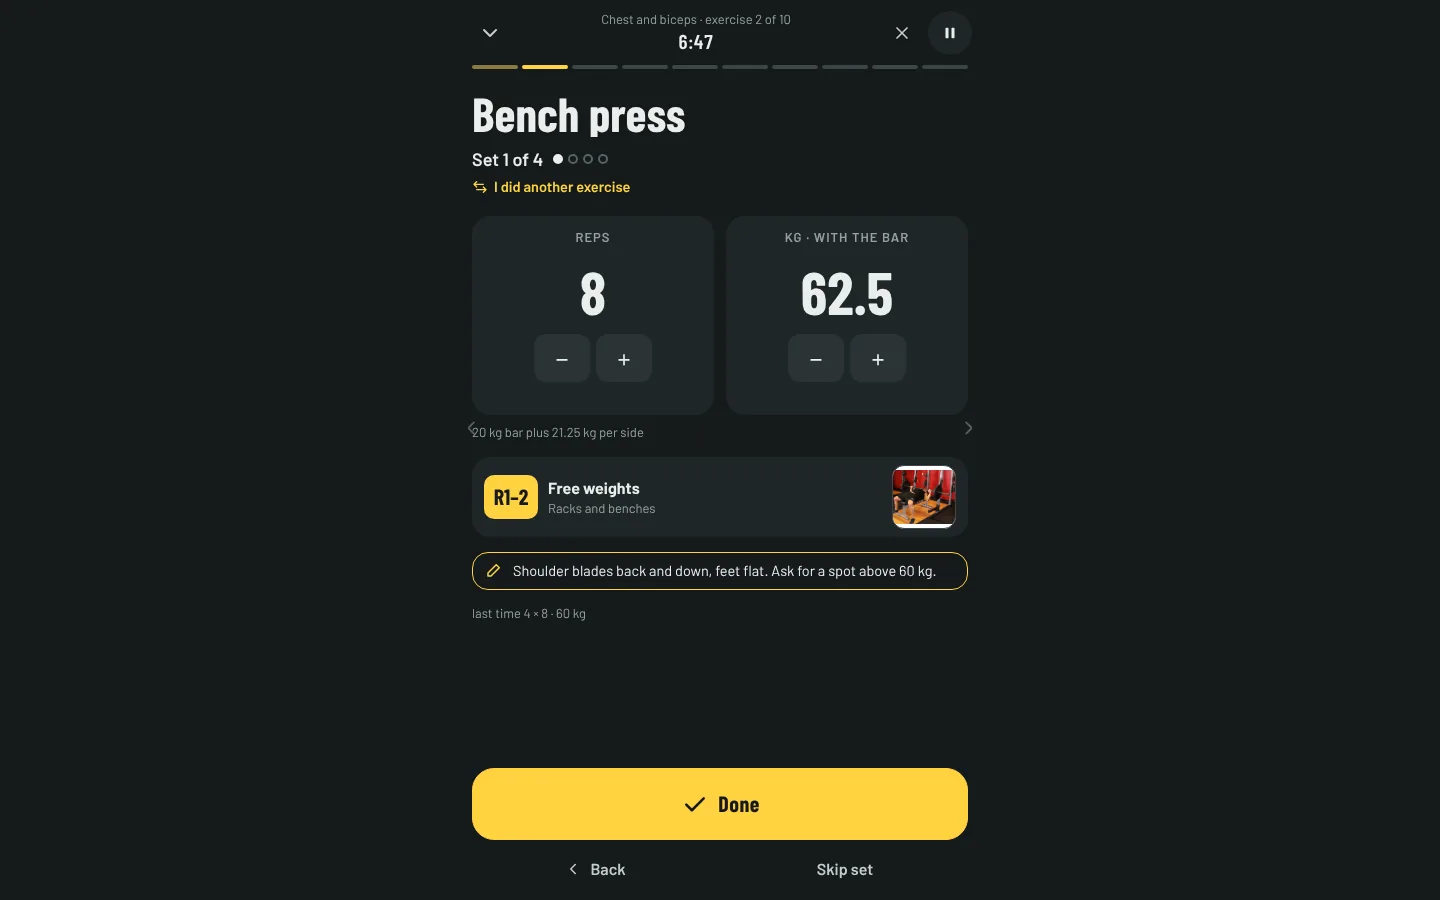 Chest and biceps · exercise 2 of 10
6:47
Bench press
Set 1 of 4
I did another exercise
REPS
8
− +
KG · WITH THE BAR
62.5
− +
20 kg bar plus 21.25 kg per side
R1–2
Free weights
Racks and benches
Shoulder blades back and down, feet flat. Ask for a spot above 60 kg.
last time 4 × 8 · 60 kg
Done
Back
Skip set